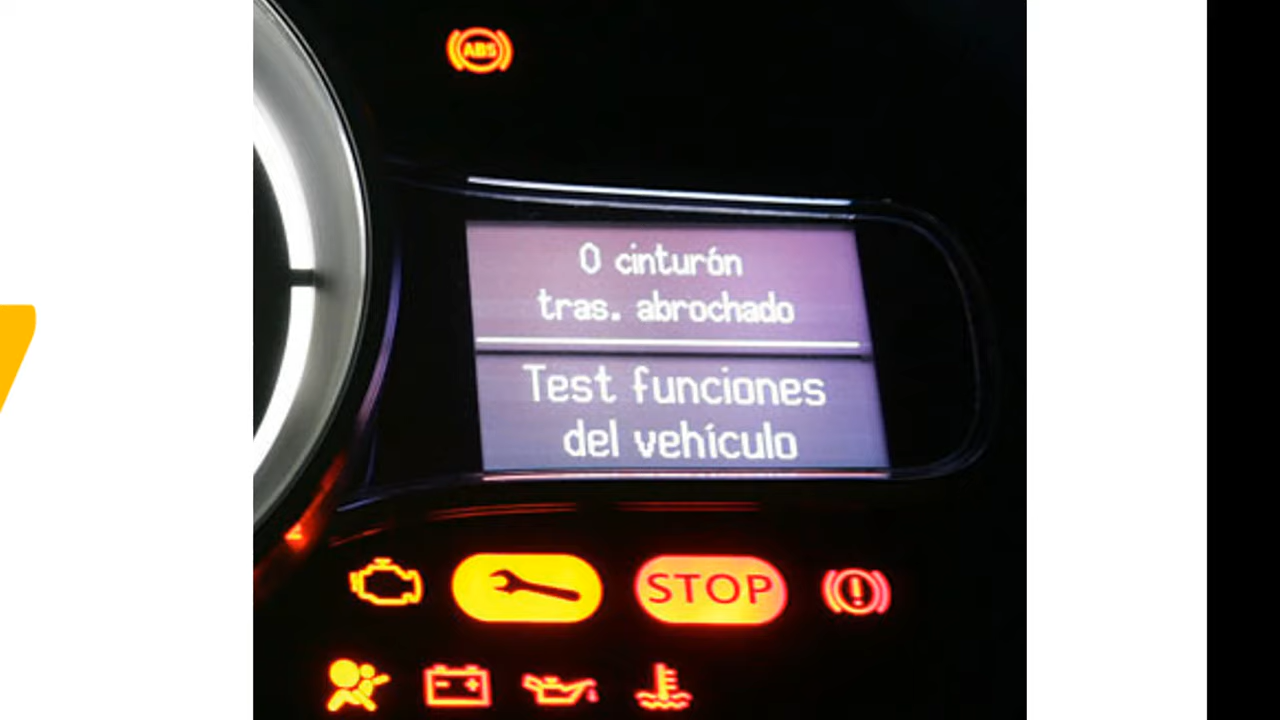 ABS
0 cinturón
tras. abrochado
Test funciones
del vehículo
STOP